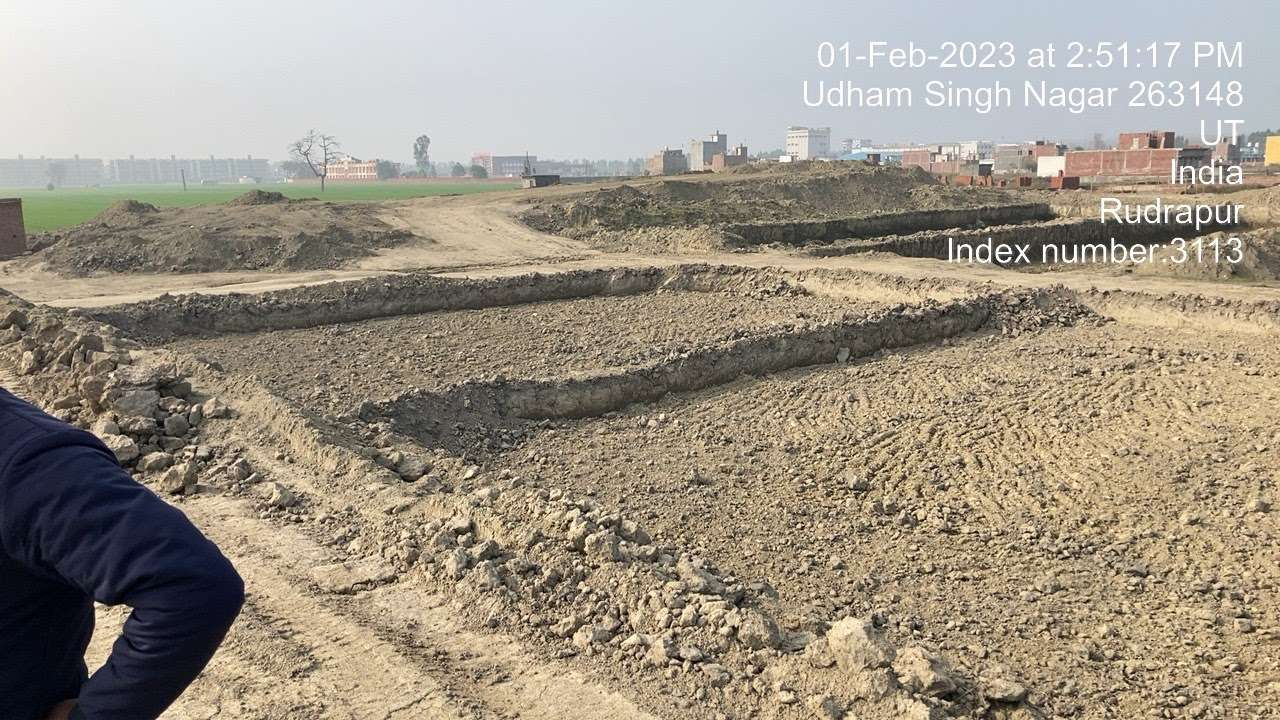 01-Feb-2023 at 2:51:17 PM
Udham Singh Nagar 263148
UT
India
Rudrapur
Index number:3113